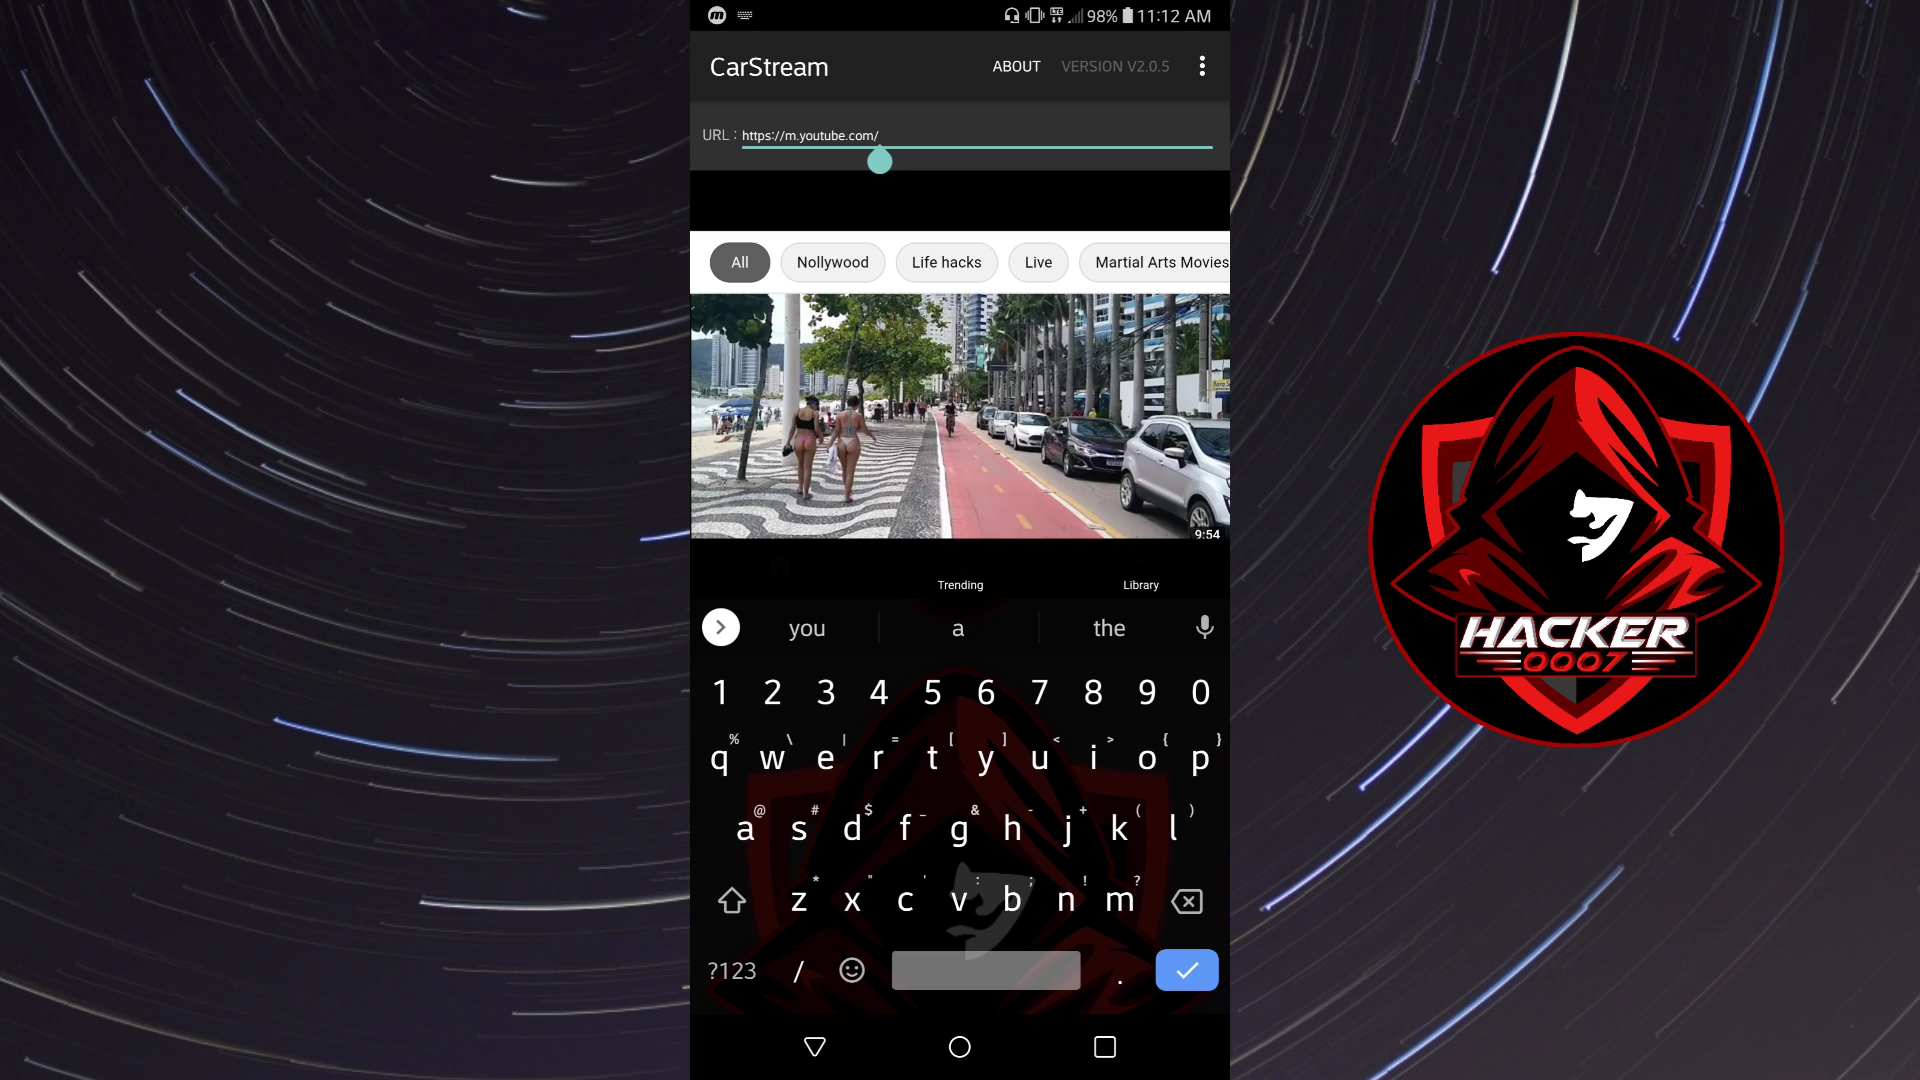 98% 11:12 AM
CarStream ABOUT VERSION V2.0.5
URL : https://m.youtube.com/
All Nollywood Life hacks Live Martial Arts Movies
9:54
Trending Library
you a the
1 2 3 4 5 6 7 8 9 0
% \ | = [ ] < > { }
q w e r t y u i o p
@ # $ _ & - + ( )
a s d f g h j k l
* " ' : ; ! ?
z x c v b n m
?123 / .
HACKER
0007